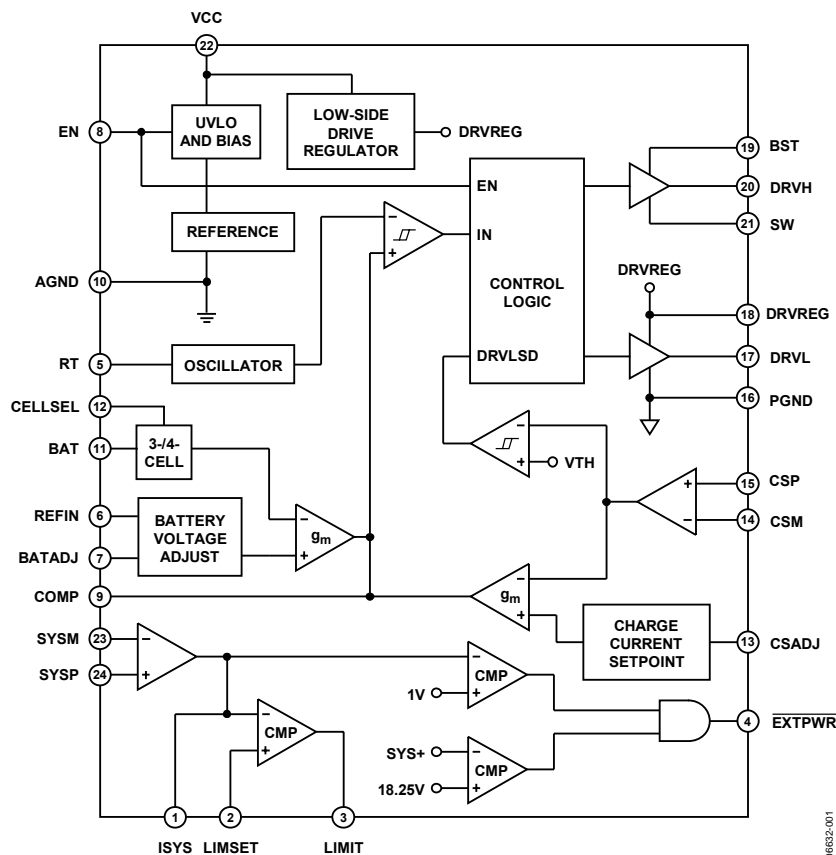 VCC
22
EN
8
UVLO
AND BIAS
LOW-SIDE
DRIVE
REGULATOR
DRVREG
19
BST
EN
20
DRVH
REFERENCE
−
+
IN
21
SW
AGND
10
CONTROL
LOGIC
DRVREG
18
DRVREG
RT
5
OSCILLATOR
DRVLSD
17
DRVL
CELLSEL
12
16
PGND
BAT
11
3-/4-
CELL
−
+
VTH
15
CSP
+
−
14
CSM
REFIN
6
BATTERY
VOLTAGE
ADJUST
−
gm
+
BATADJ
7
COMP
9
−
gm
+
CHARGE
CURRENT
SETPOINT
13
CSADJ
SYSM
23
−
+
SYSP
24
−
CMP
+
1V
−
CMP
+
4
EXTPWR
SYS+
−
CMP
+
18.25V
1
2
3
ISYS
LIMSET
LIMIT
06632-001